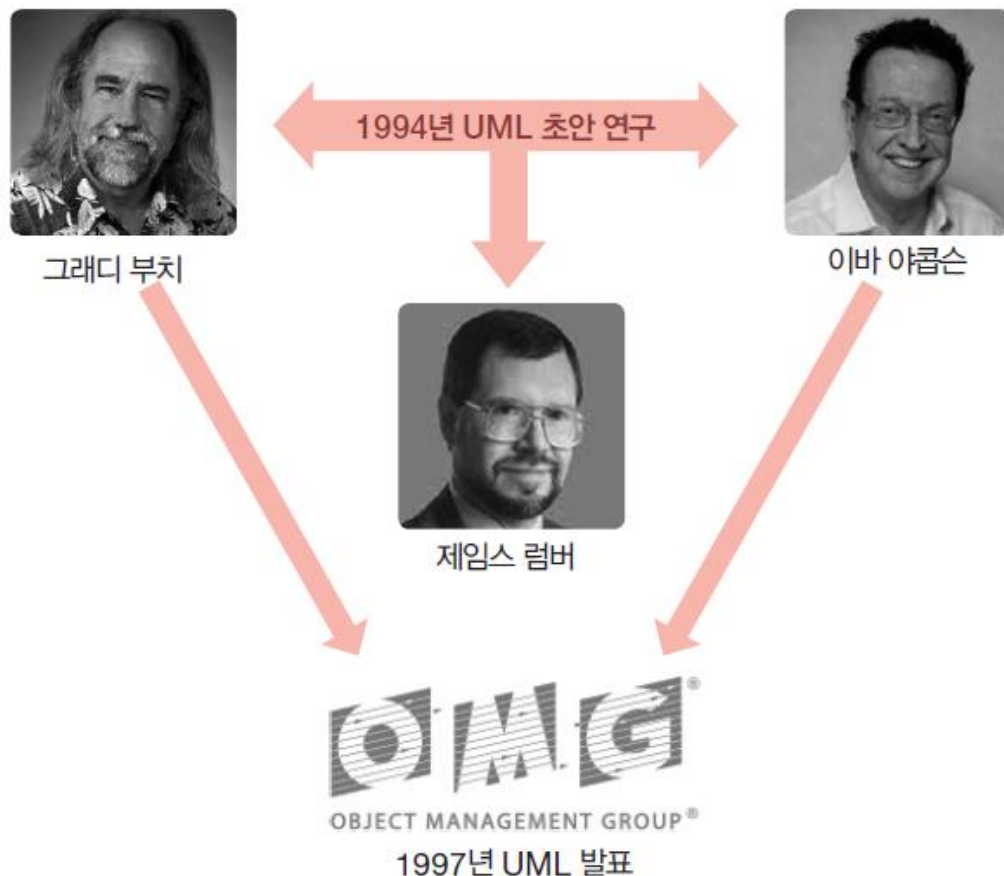 1994년 UML 초안 연구
그래디 부치
이바 야콥슨
제임스 럼버
OMG®
OBJECT MANAGEMENT GROUP®
1997년 UML 발표